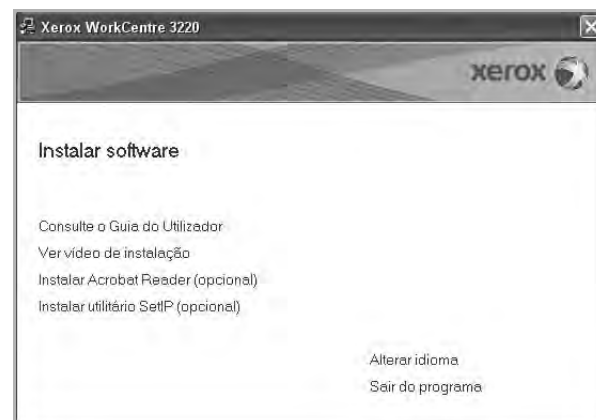 Xerox WorkCentre 3220
xerox
Instalar software
Consulte o Guia do Utilizador
Ver vídeo de instalação
Instalar Acrobat Reader (opcional)
Instalar utilitário SetIP (opcional)
Alterar idioma
Sair do programa